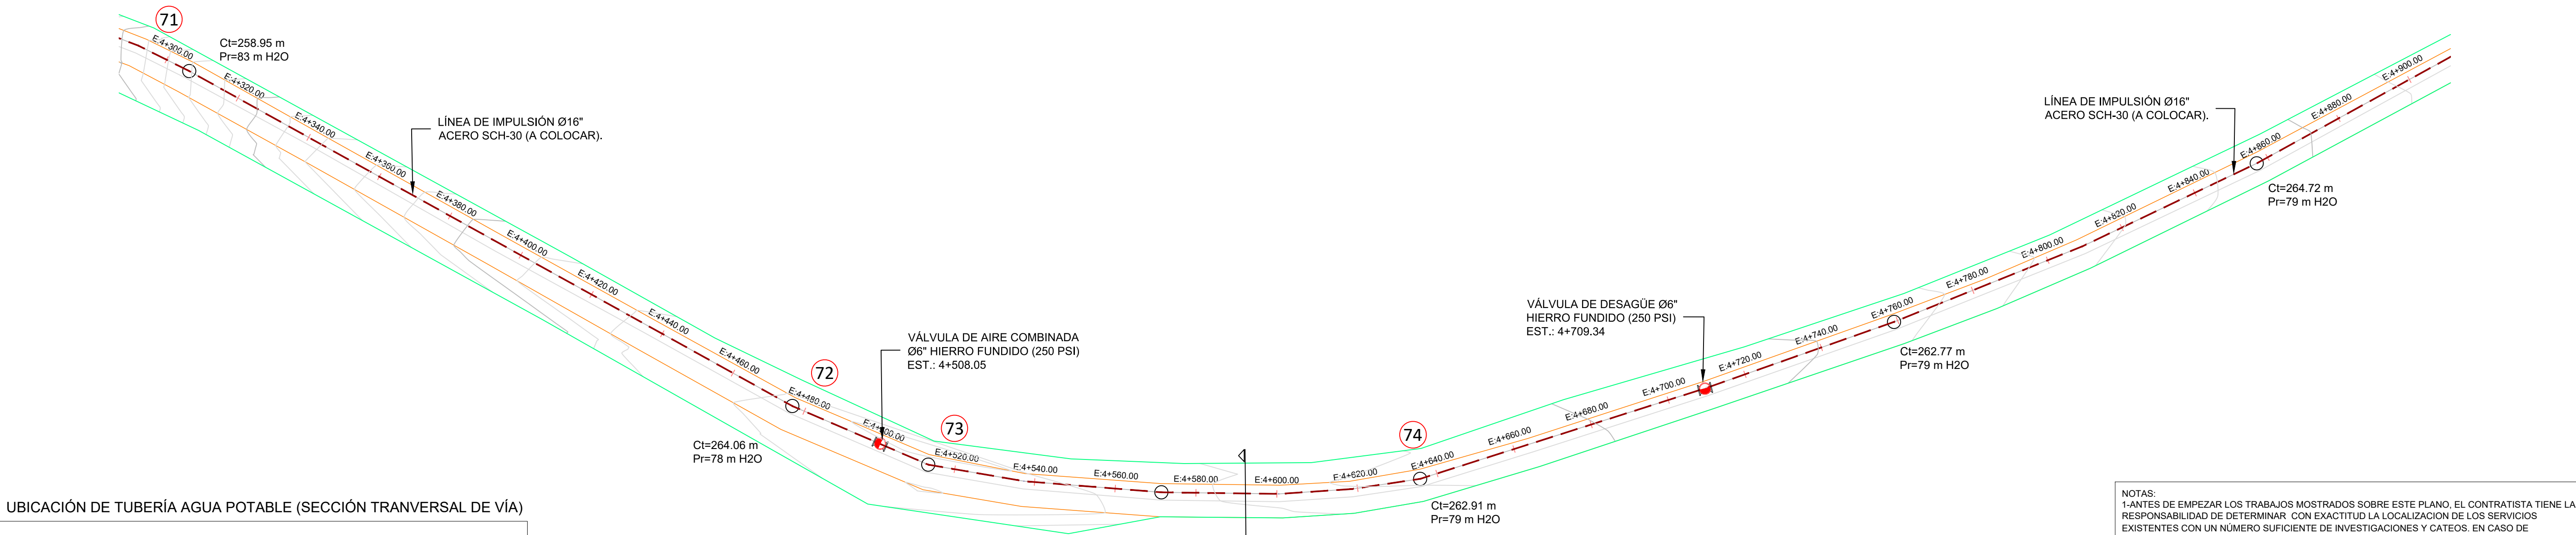 71
E:4+300.00
Ct=258.95 m
Pr=83 m H2O
E:4+320.00
E:4+340.00
LÍNEA DE IMPULSIÓN Ø16"
ACERO SCH-30 (A COLOCAR).
E:4+360.00
E:4+380.00
E:4+400.00
E:4+420.00
E:4+440.00
E:4+460.00
72
E:4+480.00
Ct=264.06 m
Pr=78 m H2O
VÁLVULA DE AIRE COMBINADA
Ø6" HIERRO FUNDIDO (250 PSI)
EST.: 4+508.05
73
E:4+520.00
E:4+540.00
E:4+560.00
E:4+580.00
E:4+600.00
E:4+620.00
74
E:4+640.00
Ct=262.91 m
Pr=79 m H2O
E:4+660.00
E:4+680.00
E:4+700.00
VÁLVULA DE DESAGÜE Ø6"
HIERRO FUNDIDO (250 PSI)
EST.: 4+709.34
E:4+720.00
E:4+740.00
E:4+760.00
Ct=262.77 m
Pr=79 m H2O
E:4+780.00
E:4+800.00
E:4+820.00
E:4+840.00
LÍNEA DE IMPULSIÓN Ø16"
ACERO SCH-30 (A COLOCAR).
E:4+860.00
Ct=264.72 m
Pr=79 m H2O
E:4+880.00
E:4+900.00
UBICACIÓN DE TUBERÍA AGUA POTABLE (SECCIÓN TRANVERSAL DE VÍA)
NOTAS:
1-ANTES DE EMPEZAR LOS TRABAJOS MOSTRADOS SOBRE ESTE PLANO, EL CONTRATISTA TIENE LA
RESPONSABILIDAD DE DETERMINAR CON EXACTITUD LA LOCALIZACION DE LOS SERVICIOS
EXISTENTES CON UN NÚMERO SUFICIENTE DE INVESTIGACIONES Y CATEOS. EN CASO DE